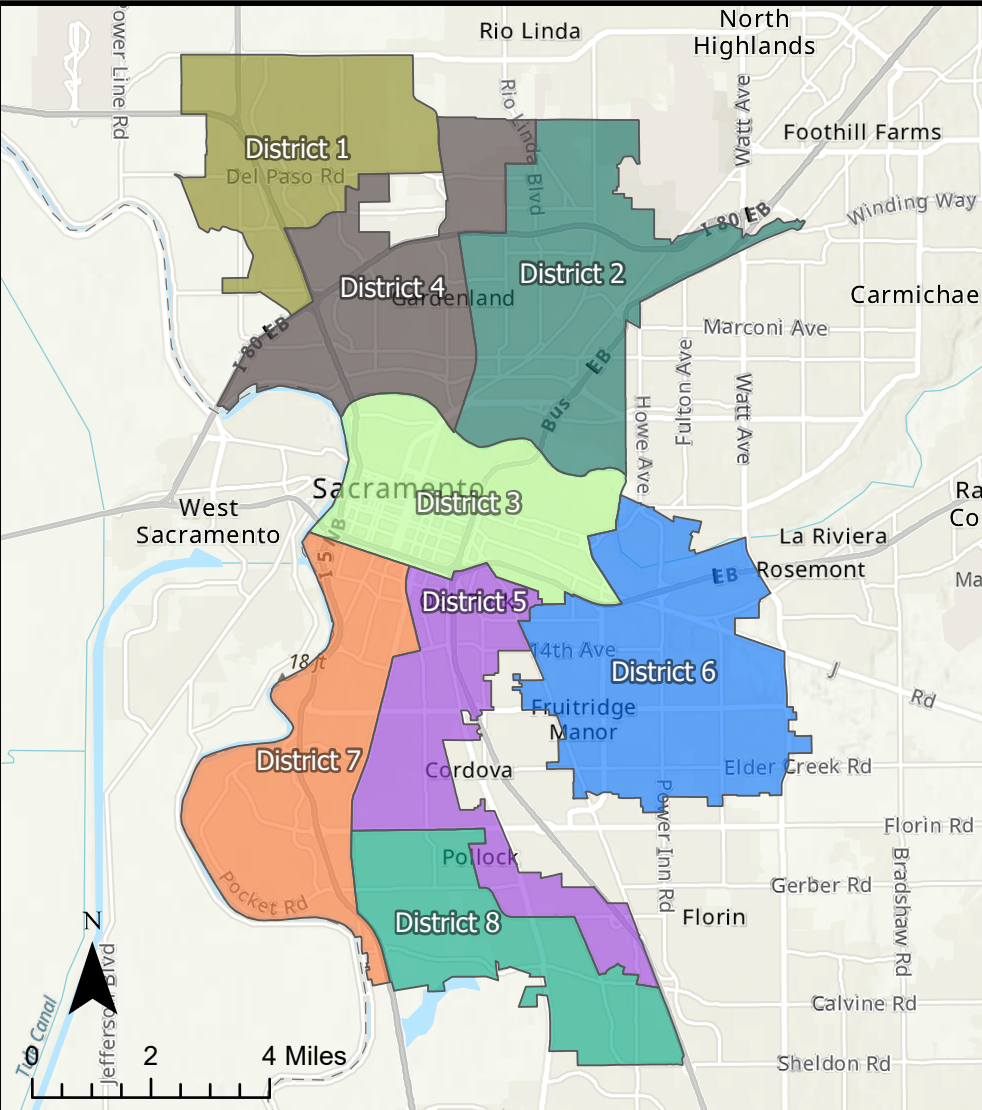 Rio Linda
North
Highlands
Power Line Rd
Rio Linda Blvd
Watt Ave
Foothill Farms
District 1
Del Paso Rd
I 80 EB
Winding Way
District 2
District 4
Gardenland
Carmichae
I 80 EB
Marconi Ave
Bus
EB
Howe Ave
Fulton Ave
Watt Ave
Sacramento
District 3
West
Sacramento
Ra
Co
La Riviera
I 5 NB
EB
Rosemont
Ma
District 5
14th Ave
18 ft
District 6
J
Rd
Fruitridge
Manor
District 7
Cordova
Elder Creek Rd
Power Inn Rd
Florin Rd
Pollock
Bradshaw Rd
Gerber Rd
Pocket Rd
District 8
Florin
N
Jefferson Blvd
Calvine Rd
Tule Canal
0
2
4 Miles
Sheldon Rd